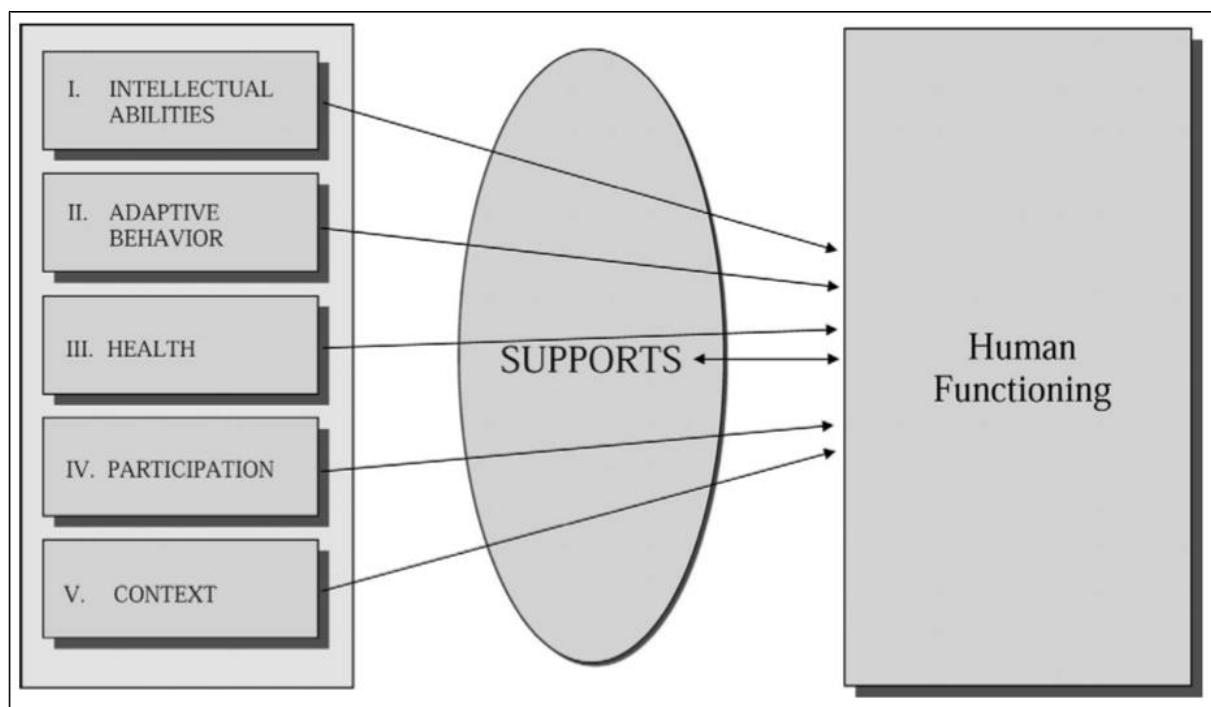 I. INTELLECTUAL
ABILITIES
II. ADAPTIVE
BEHAVIOR
III. HEALTH
IV. PARTICIPATION
V. CONTEXT
SUPPORTS
Human
Functioning